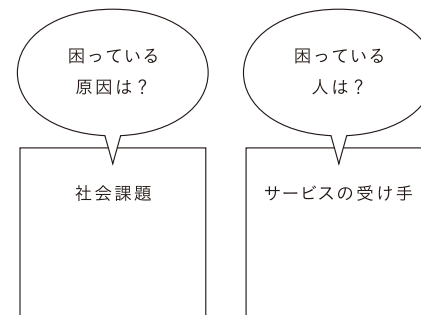 困っている
原因は？
困っている
人は？
社会課題
サービスの受け手